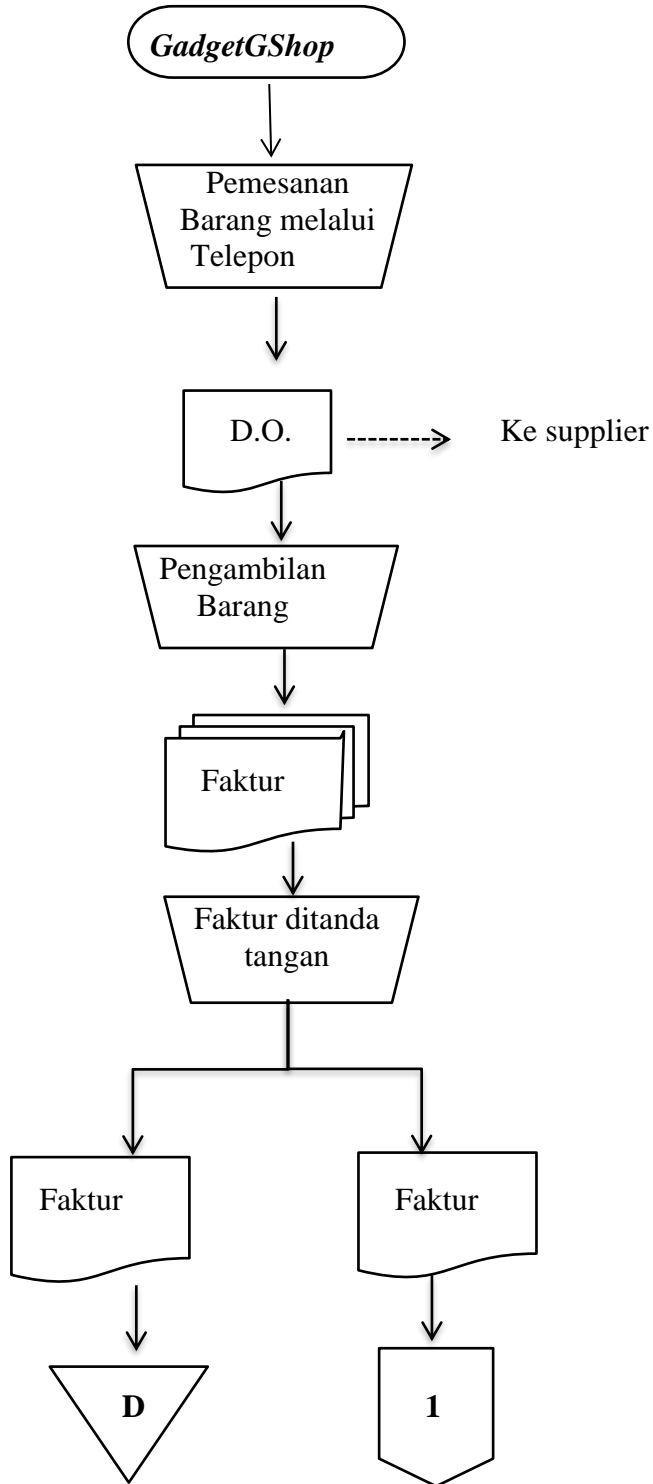 GadgetGShop
Pemesanan
Barang melalui
Telepon
D.O.
Ke supplier
Pengambilan
Barang
Faktur
Faktur ditanda
tangan
Faktur
Faktur
D
1